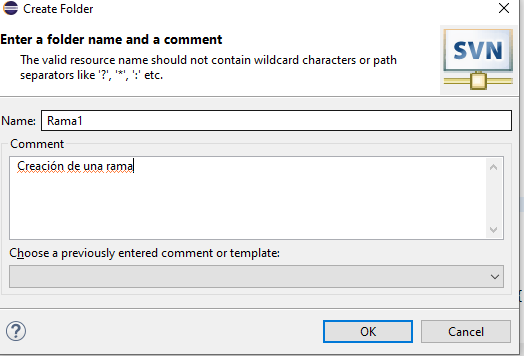 Create Folder
Enter a folder name and a comment
The valid resource name should not contain wildcard characters or path
separators like '?', '*', ':' etc.
SVN
Name: Rama1
Comment
Creación de una rama
Choose a previously entered comment or template:
OK Cancel